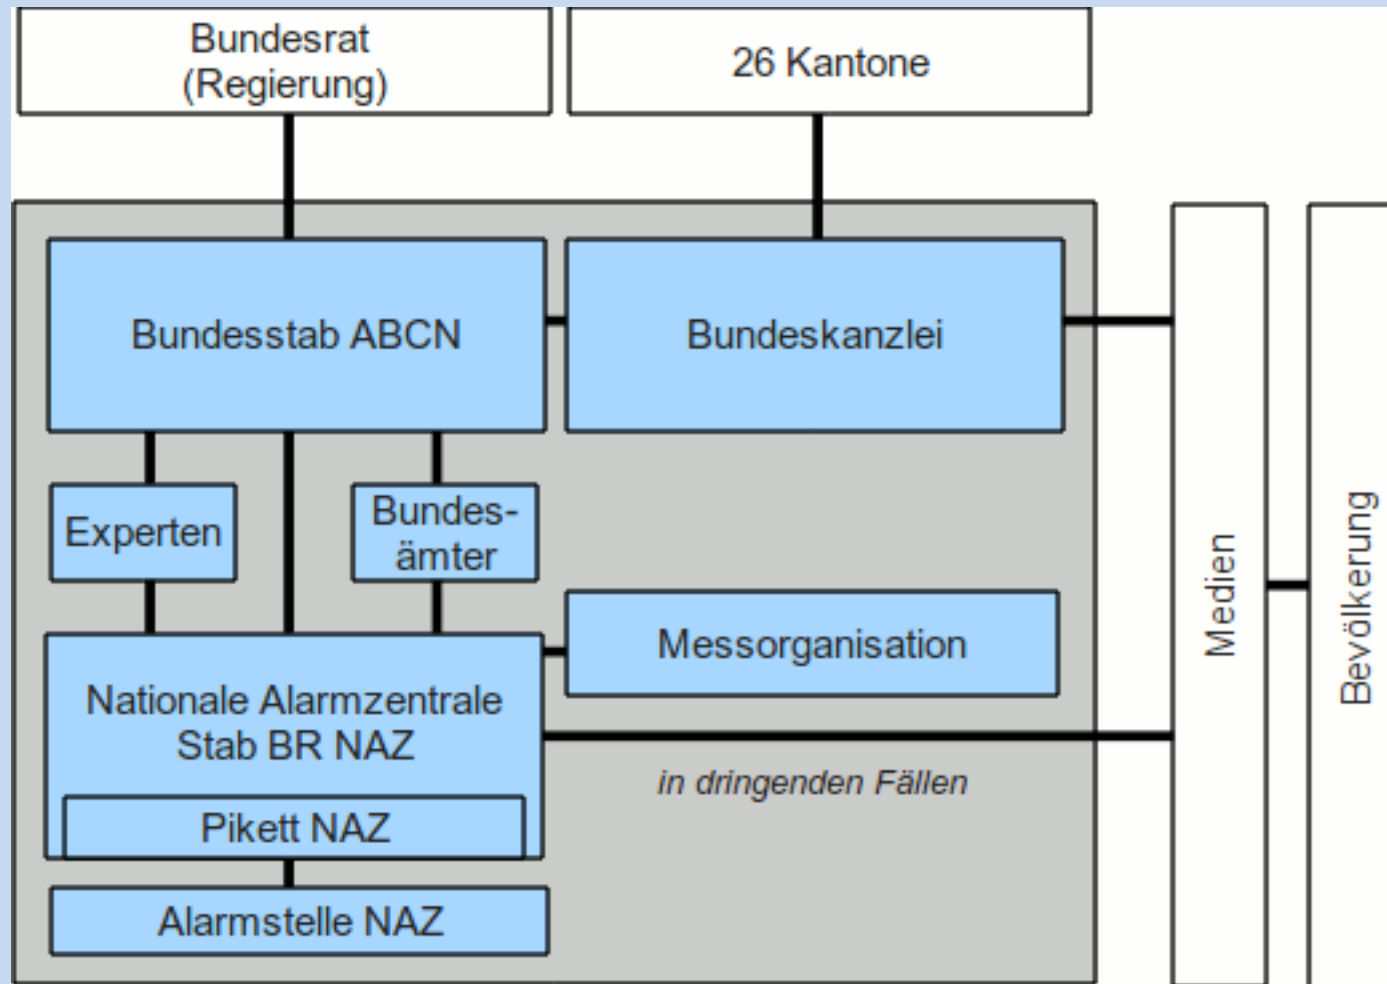 Bundesrat
(Regierung)
26 Kantone
Bundesstab ABCN
Bundeskanzlei
Experten
Bundes-
ämter
Messorganisation
Nationale Alarmzentrale
Stab BR NAZ
in dringenden Fällen
Pikett NAZ
Alarmstelle NAZ
Medien
Bevölkerung